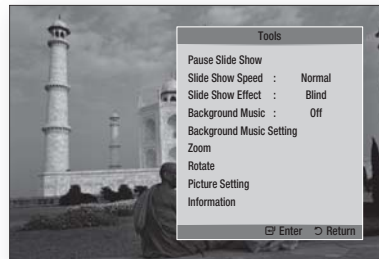 Tools
Pause Slide Show
Slide Show Speed : Normal
Slide Show Effect : Blind
Background Music : Off
Background Music Setting
Zoom
Rotate
Picture Setting
Information
Enter Return